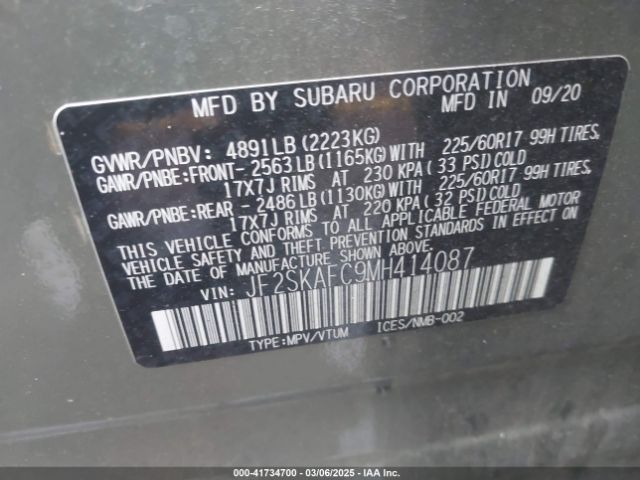 MFD BY SUBARU CORPORATION
MFD IN 09/20
GVWR/PNBV: 4891LB (2223KG)
GAWR/PNBE:FRONT- 2563LB(1165KG)WITH 225/60R17 99H TIRES,
17X7J RIMS AT 230 KPA(33 PSI)COLD
GAWR/PNBE:REAR - 2486LB(1130KG)WITH 225/60R17 99H TIRES,
17X7J RIMS AT 220 KPA(32 PSI)COLD
THIS VEHICLE CONFORMS TO ALL APPLICABLE FEDERAL MOTOR
VEHICLE SAFETY AND THEFT PREVENTION STANDARDS IN EFFECT ON
THE DATE OF MANUFACTURE SHOWN ABOVE.
VIN: JF2SKAFC9MH414087
TYPE:MPV/VTUM ICES/NMB-002
000-41734700 - 03/06/2025 - IAA Inc.